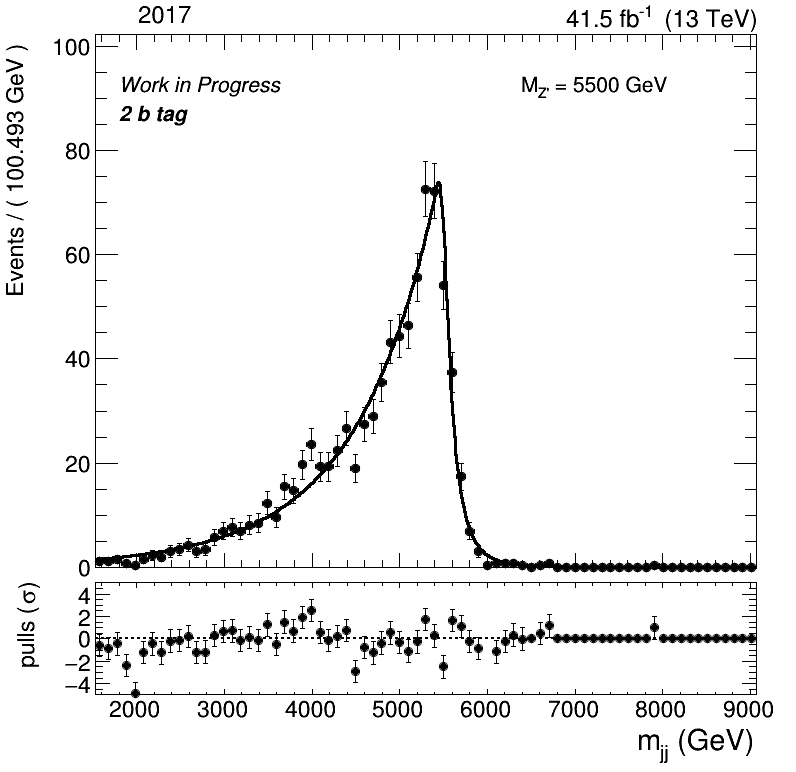 2017
41.5 fb⁻¹ (13 TeV)
Events / ( 100.493 GeV )
100
80
60
40
20
0
Work in Progress
2 b tag
M_Z' = 5500 GeV
pulls (σ)
4
2
0
−2
−4
2000 3000 4000 5000 6000 7000 8000 9000
m_jj (GeV)